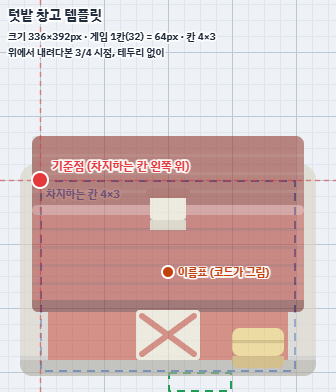 텃밭 창고 템플릿
크기 336×392px · 게임 1칸(32) = 64px · 칸 4×3
위에서 내려다본 3/4 시점, 테두리 없이
기준점 (차지하는 칸 왼쪽 위)
차지하는 칸 4×3
이름표 (코드가 그림)